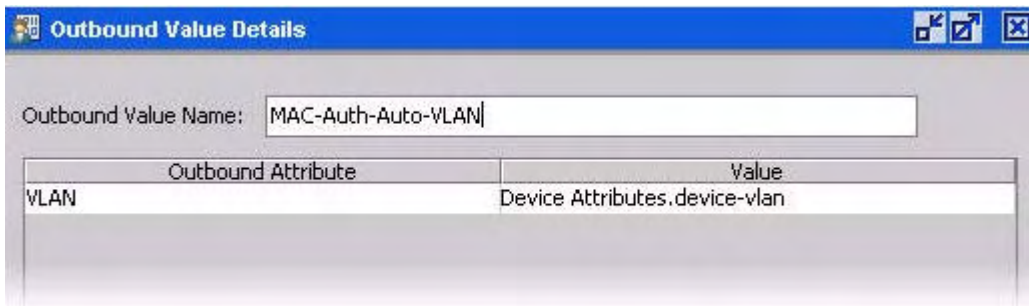 Outbound Value Details
Outbound Value Name: MAC-Auth-Auto-VLAN
Outbound Attribute Value
VLAN Device Attributes.device-vlan